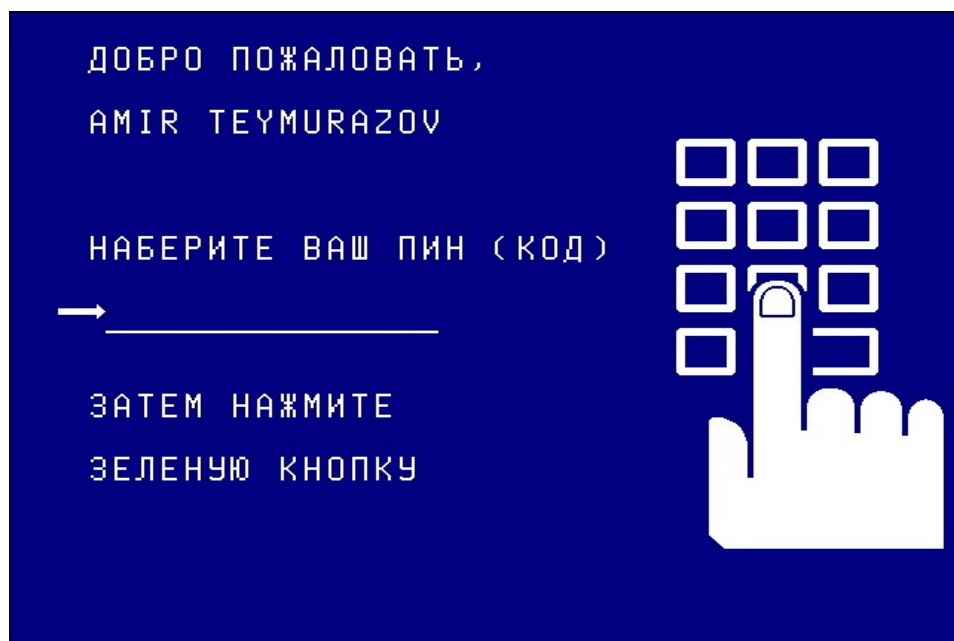 ДОБРО ПОЖАЛОВАТЬ,
AMIR TEYMURAZOV
НАБЕРИТЕ ВАШ ПИН (КОД)
ЗАТЕМ НАЖМИТЕ
ЗЕЛЕНУЮ КНОПКУ